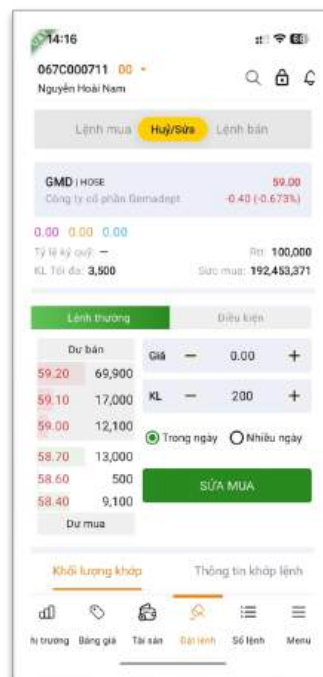 14:16
067C000711 00
Nguyễn Hoài Nam
Lệnh mua Huỷ/Sửa Lệnh bán
GMD | HOSE 59.00
Công ty cổ phần Gemadept -0.40 (-0.673%)
0.00 0.00 0.00
Tỷ lệ ký quỹ: — Rtt: 100,000
KL Tối đa: 3,500 Sức mua: 192,453,371
Lệnh thường Điều kiện
Dư bán
Giá — 0.00 +
59.20 69,900
59.10 17,000
KL — 200 +
59.00 12,100
Trong ngày Nhiều ngày
58.70 13,000
58.60 500
SỬA MUA
58.40 9,100
Dư mua
Khối lượng khớp Thông tin khớp lệnh
hị trường Bảng giá Tài sản Đặt lệnh Sổ lệnh Menu